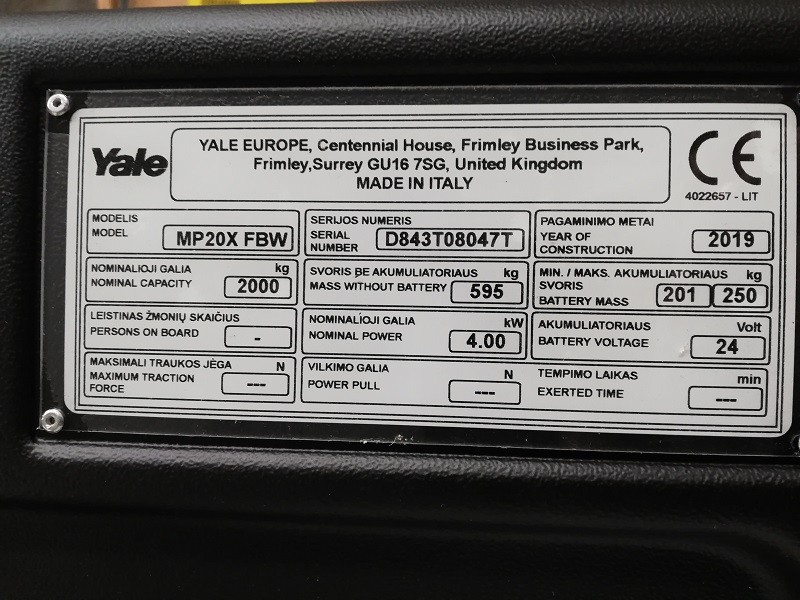 Yale
YALE EUROPE, Centennial House, Frimley Business Park,
Frimley,Surrey GU16 7SG, United Kingdom
MADE IN ITALY
CE
4022657 - LIT
MODELIS
MODEL
MP20X FBW
SERIJOS NUMERIS
SERIAL
NUMBER
D843T08047T
PAGAMINIMO METAI
YEAR OF
CONSTRUCTION
2019
NOMINALIOJI GALIA kg
NOMINAL CAPACITY
2000
SVORIS BE AKUMULIATORIAUS kg
MASS WITHOUT BATTERY
595
MIN. / MAKS. AKUMULIATORIAUS kg
SVORIS
BATTERY MASS
201 250
LEISTINAS ŽMONIŲ SKAIČIUS
PERSONS ON BOARD
-
NOMINALIOJI GALIA kW
NOMINAL POWER
4.00
AKUMULIATORIAUS Volt
BATTERY VOLTAGE
24
MAKSIMALI TRAUKOS JĖGA N
MAXIMUM TRACTION
FORCE
---
VILKIMO GALIA N
POWER PULL
---
TEMPIMO LAIKAS min
EXERTED TIME
---